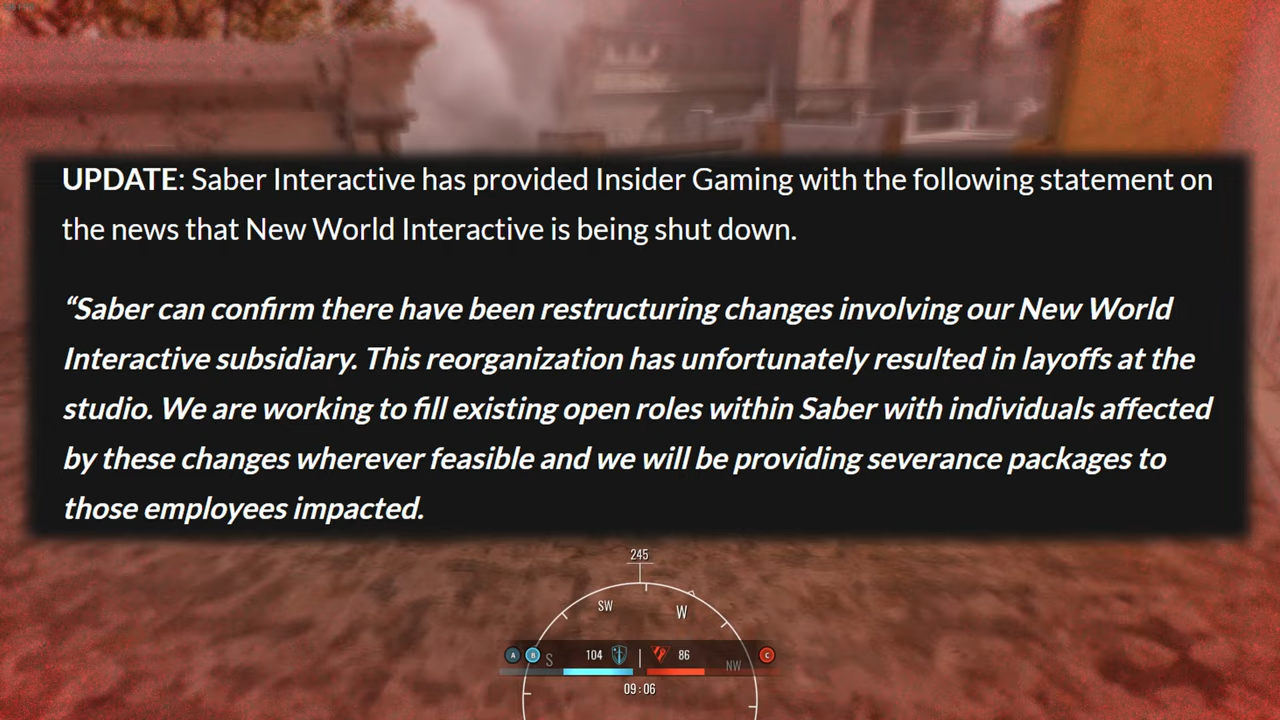 UPDATE: Saber Interactive has provided Insider Gaming with the following statement on
the news that New World Interactive is being shut down.
“Saber can confirm there have been restructuring changes involving our New World
Interactive subsidiary. This reorganization has unfortunately resulted in layoffs at the
studio. We are working to fill existing open roles within Saber with individuals affected
by these changes wherever feasible and we will be providing severance packages to
those employees impacted.
245
SW W
A B S 104 | 86 NW C
09:06